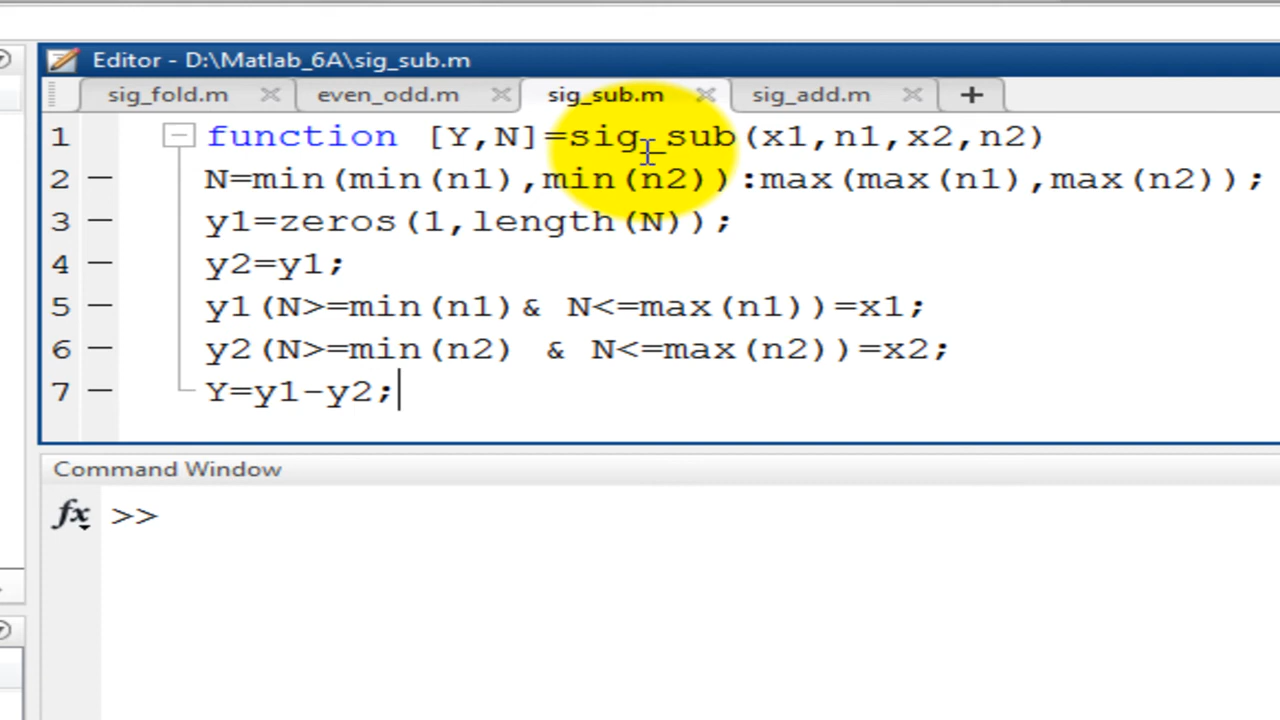 Editor - D:\Matlab_6A\sig_sub.m
sig_fold.m × even_odd.m × sig_sub.m × sig_add.m × +
1 function [Y,N]=sig_sub(x1,n1,x2,n2)
2 — N=min(min(n1),min(n2)):max(max(n1),max(n2));
3 — y1=zeros(1,length(N));
4 — y2=y1;
5 — y1(N>=min(n1)& N<=max(n1))=x1;
6 — y2(N>=min(n2) & N<=max(n2))=x2;
7 — Y=y1-y2;
Command Window
fx >>